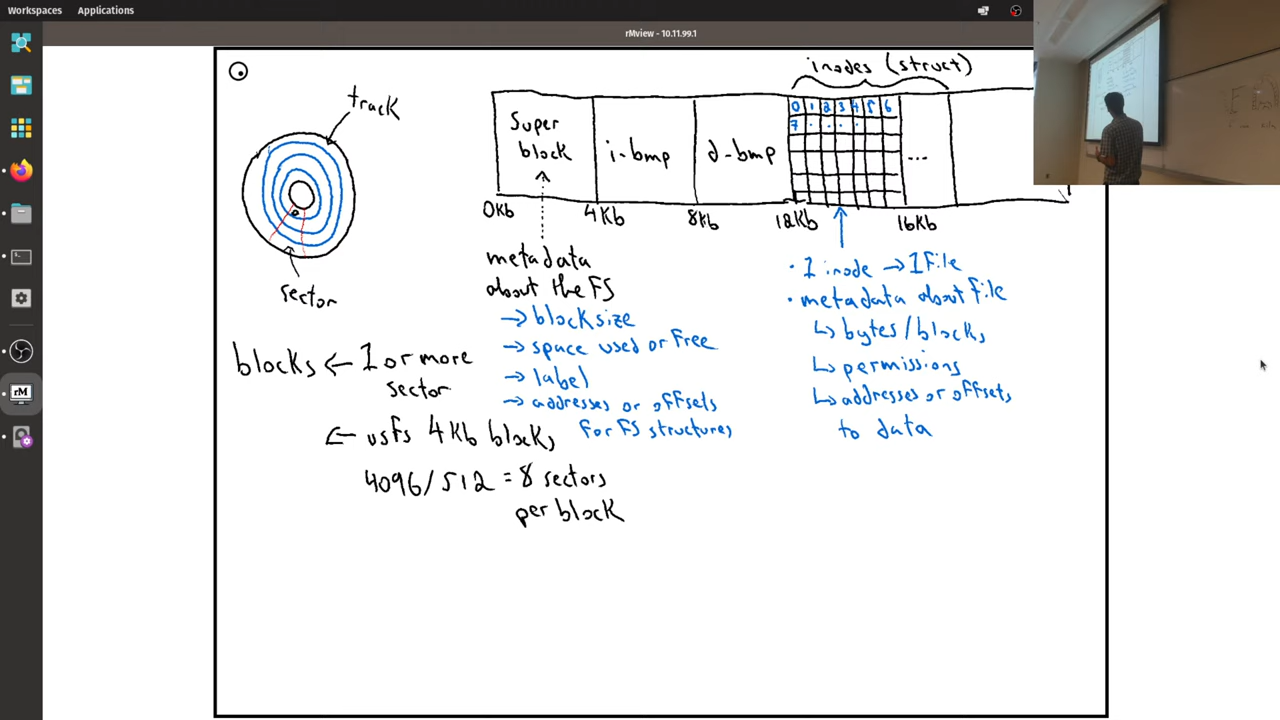 Workspaces Applications
rMview - 10.11.99.1
track
sector
blocks ← 1 or more
sector
← usfs 4Kb blocks
4096/512 = 8 sectors
per block
inodes (struct)
Super
block
i-bmp
d-bmp
0 1 2 3 4 5 6
7 . . . .
...
0Kb 4Kb 8Kb 12Kb 16Kb
metadata
about the FS
→ blocksize
→ space used or free
→ label
→ addresses or offsets
for FS structures
• 1 inode → 1 File
• metadata about file
↳ bytes/blocks
↳ permissions
↳ addresses or offsets
to data
rM